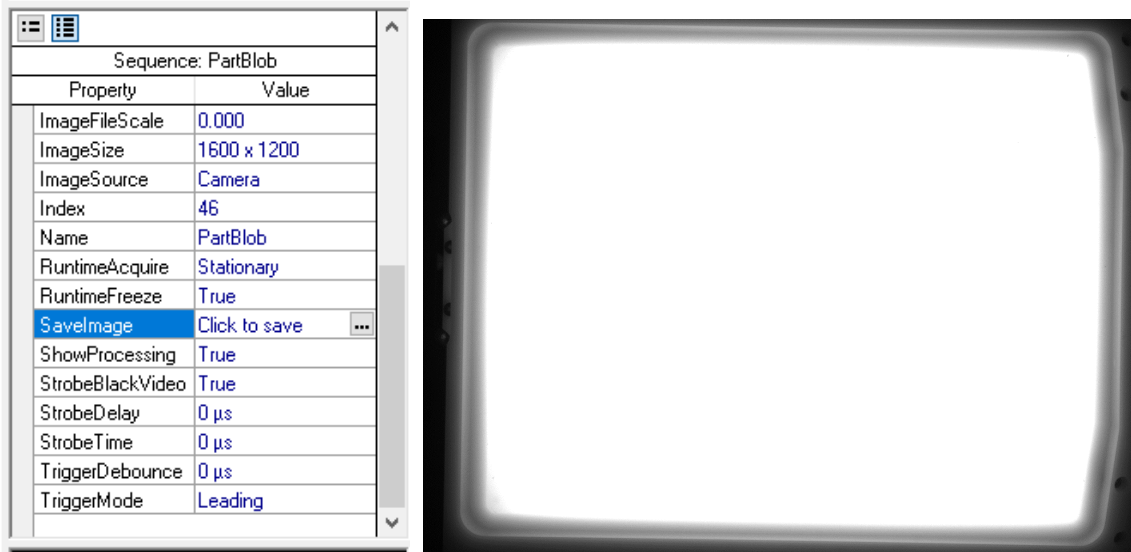 Sequence: PartBlob
Property Value
ImageFileScale 0.000
ImageSize 1600 x 1200
ImageSource Camera
Index 46
Name PartBlob
RuntimeAcquire Stationary
RuntimeFreeze True
SaveImage Click to save ...
ShowProcessing True
StrobeBlackVideo True
StrobeDelay 0 µs
StrobeTime 0 µs
TriggerDebounce 0 µs
TriggerMode Leading